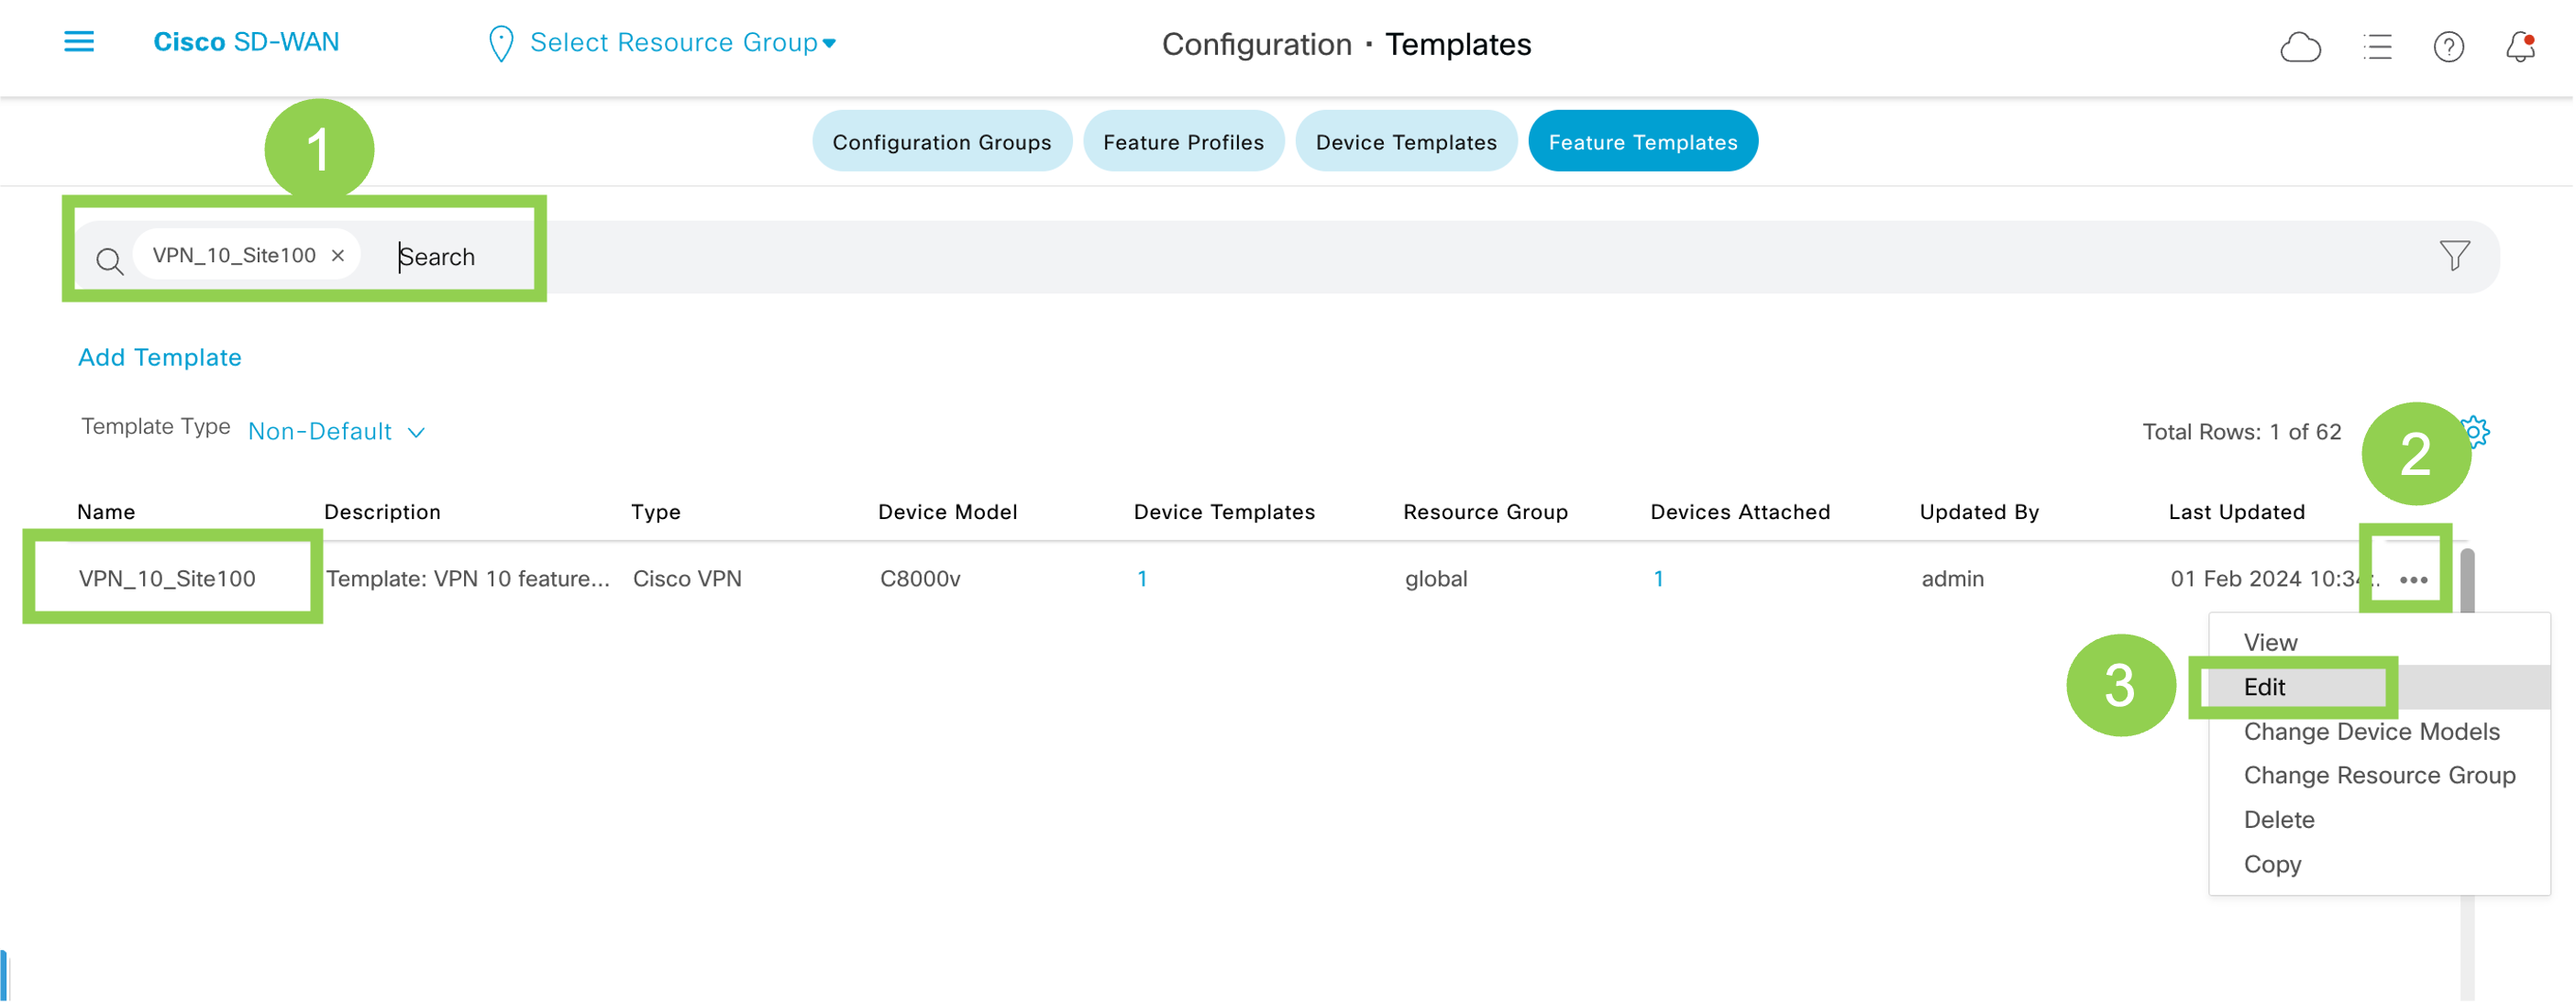 Cisco SD-WAN
Select Resource Group
Configuration · Templates
1
Configuration Groups
Feature Profiles
Device Templates
Feature Templates
VPN_10_Site100 ×
Search
Add Template
Template Type Non-Default
Total Rows: 1 of 62
2
Name Description Type Device Model Device Templates Resource Group Devices Attached Updated By Last Updated
VPN_10_Site100 Template: VPN 10 feature... Cisco VPN C8000v 1 global 1 admin 01 Feb 2024 10:34:. •••
View
3
Edit
Change Device Models
Change Resource Group
Delete
Copy